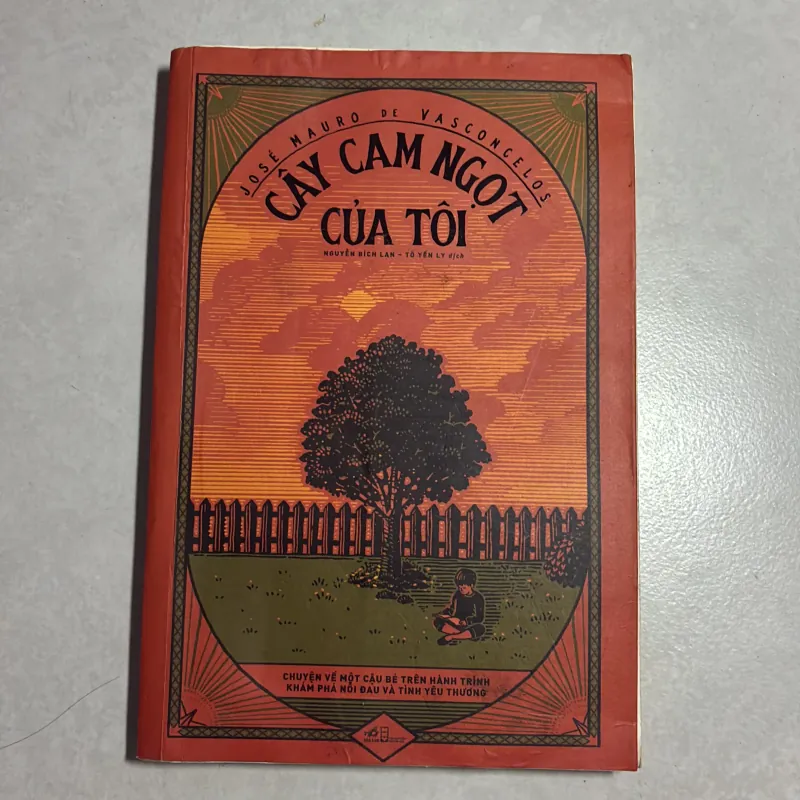 JOSÉ MAURO DE VASCONCELOS
CÂY CAM NGỌT
CỦA TÔI
NGUYỄN BÍCH LAN - TÔ YẾN LY dịch
CHUYỆN VỀ MỘT CẬU BÉ TRÊN HÀNH TRÌNH
KHÁM PHÁ NỖI ĐAU VÀ TÌNH YÊU THƯƠNG